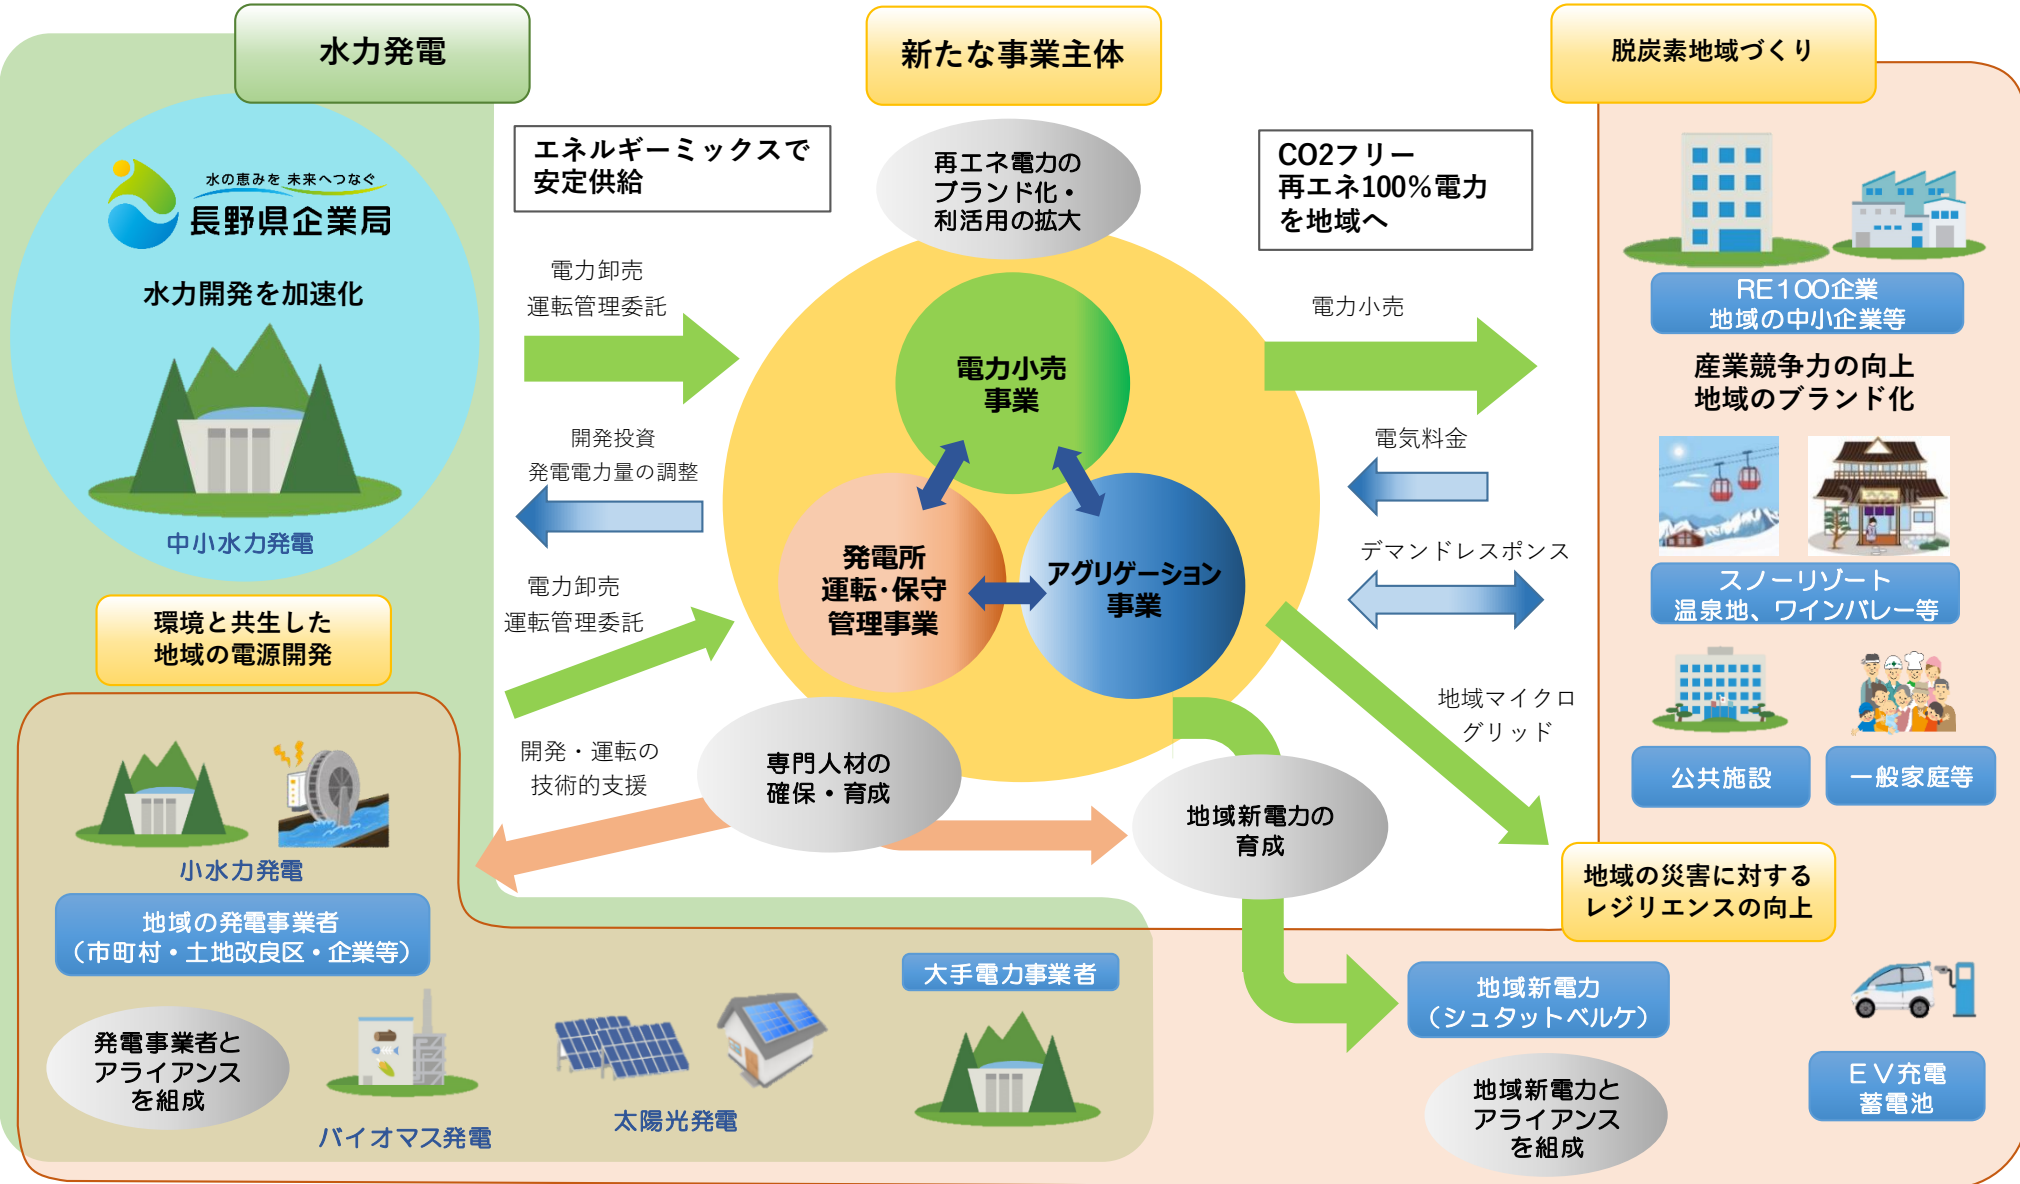 水力発電
新たな事業主体
脱炭素地域づくり
水の恵みを 未来へつなぐ
長野県企業局
水力開発を加速化
中小水力発電
環境と共生した
地域の電源開発
小水力発電
地域の発電事業者
（市町村・土地改良区・企業等）
発電事業者と
アライアンス
を組成
バイオマス発電
太陽光発電
大手電力事業者
エネルギーミックスで
安定供給
電力卸売
運転管理委託
開発投資
発電電力量の調整
電力卸売
運転管理委託
開発・運転の
技術的支援
再エネ電力の
ブランド化・
利活用の拡大
電力小売
事業
発電所
運転・保守
管理事業
アグリゲーション
事業
専門人材の
確保・育成
地域新電力の
育成
CO2フリー
再エネ100%電力
を地域へ
電力小売
電気料金
デマンドレスポンス
地域マイクロ
グリッド
RE100企業
地域の中小企業等
産業競争力の向上
地域のブランド化
スノーリゾート
温泉地、ワインバレー等
公共施設
一般家庭等
地域の災害に対する
レジリエンスの向上
地域新電力
（シュタットベルケ）
地域新電力と
アライアンス
を組成
EV充電
蓄電池